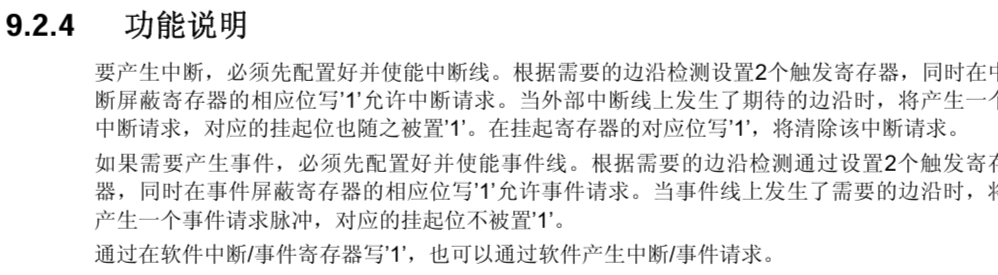 9.2.4 功能说明
要产生中断，必须先配置好并使能中断线。根据需要的边沿检测设置2个触发寄存器，同时在中
断屏蔽寄存器的相应位写'1'允许中断请求。当外部中断线上发生了期待的边沿时，将产生一个
中断请求，对应的挂起位也随之被置'1'。在挂起寄存器的对应位写'1'，将清除该中断请求。
如果需要产生事件，必须先配置好并使能事件线。根据需要的边沿检测通过设置2个触发寄存
器，同时在事件屏蔽寄存器的相应位写'1'允许事件请求。当事件线上发生了需要的边沿时，将
产生一个事件请求脉冲，对应的挂起位不被置'1'。
通过在软件中断/事件寄存器写'1'，也可以通过软件产生中断/事件请求。